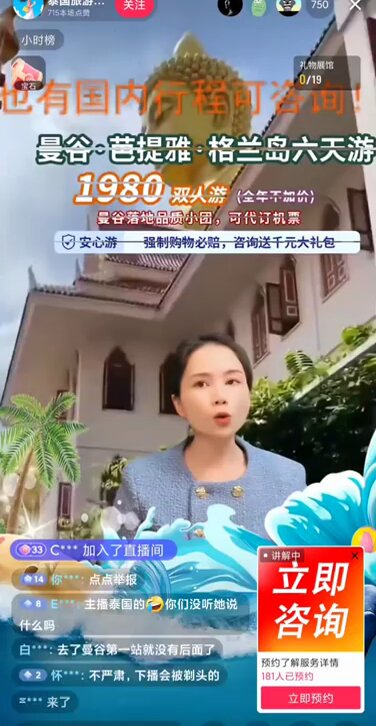 泰国旅游...
715本场点赞
关注
750
小时榜
礼物展馆
0/19
宝石
也有国内行程可咨询！
曼谷·芭提雅·格兰岛六天游
1980 双人游 (全年不加价)
曼谷落地品质小团，可代订机票
安心游 强制购物必赔，咨询送千元大礼包
33 C*** 加入了直播间
14 你***: 点点举报
8 E***: 主播泰国的🤣你们没听她说什么吗
白***: 去了曼谷第一站就没有后面了
2 怀***: 不严肃，下播会被剃头的
*** 来了
讲解中
立即
咨询
预约了解服务详情
181人已预约
立即预约